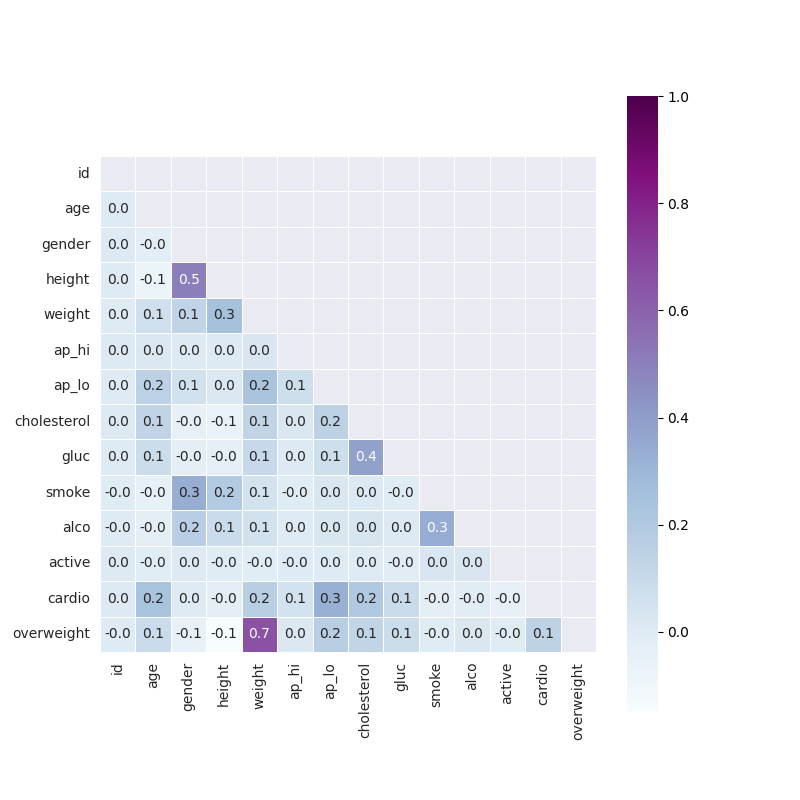 1.0
id
age 0.0
0.8
gender 0.0 -0.0
height 0.0 -0.1 0.5
weight 0.0 0.1 0.1 0.3
0.6
ap_hi 0.0 0.0 0.0 0.0 0.0
ap_lo 0.0 0.2 0.1 0.0 0.2 0.1
cholesterol 0.0 0.1 -0.0 -0.1 0.1 0.0 0.2
0.4
gluc 0.0 0.1 -0.0 -0.0 0.1 0.0 0.1 0.4
smoke -0.0 -0.0 0.3 0.2 0.1 -0.0 0.0 0.0 -0.0
alco -0.0 -0.0 0.2 0.1 0.1 0.0 0.0 0.0 0.0 0.3
0.2
active 0.0 -0.0 0.0 -0.0 -0.0 -0.0 0.0 0.0 -0.0 0.0 0.0
cardio 0.0 0.2 0.0 -0.0 0.2 0.1 0.3 0.2 0.1 -0.0 -0.0 -0.0
overweight -0.0 0.1 -0.1 -0.1 0.7 0.0 0.2 0.1 0.1 -0.0 0.0 -0.0 0.1
0.0
id age gender height weight ap_hi ap_lo cholesterol gluc smoke alco active cardio overweight